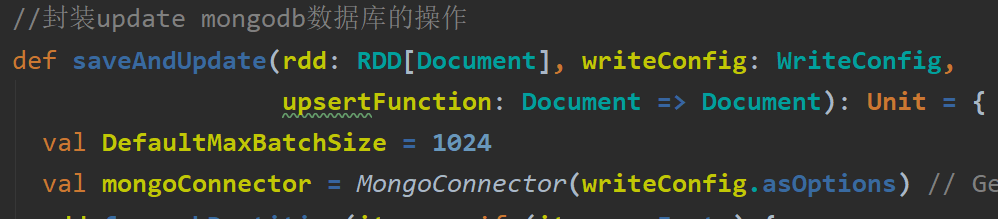 //封装update mongodb数据库的操作
def saveAndUpdate(rdd: RDD[Document], writeConfig: WriteConfig,
upsertFunction: Document => Document): Unit = {
val DefaultMaxBatchSize = 1024
val mongoConnector = MongoConnector(writeConfig.asOptions) // Ge